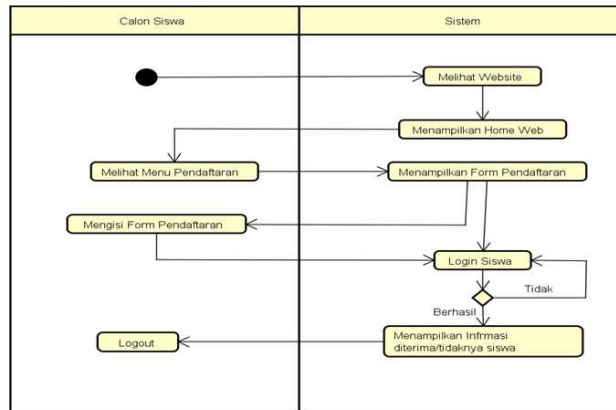 Calon Siswa
Sistem
Melihat Website
Menampilkan Home Web
Melihat Menu Pendaftaran
Menampilkan Form Pendaftaran
Mengisi Form Pendaftaran
Login Siswa
Tidak
Berhasil
Menampilkan Infrmasi
diterima/tidaknya siswa
Logout